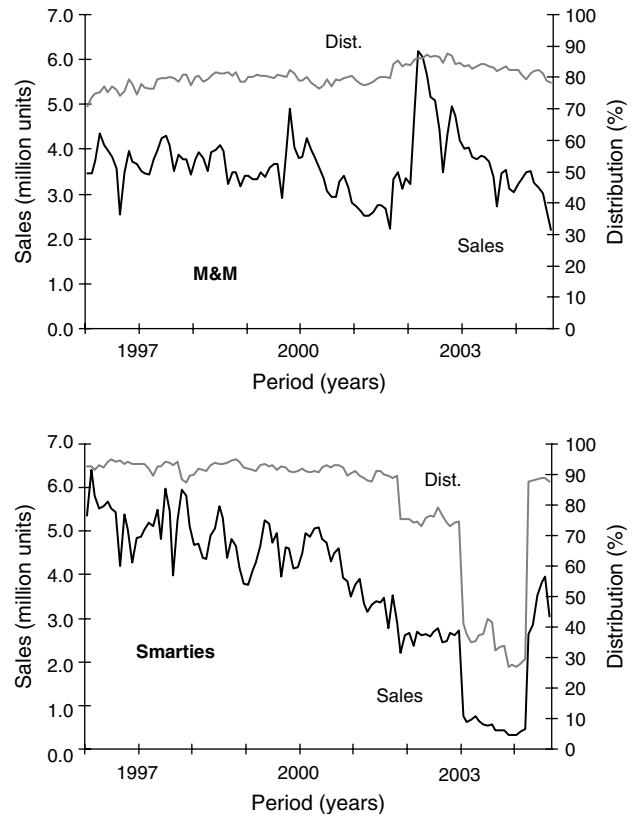 7.0
6.0
5.0
4.0
3.0
2.0
1.0
0.0
Sales (million units)
100
90
80
70
60
50
40
30
20
10
0
Distribution (%)
Dist.
Sales
M&M
1997 2000 2003
Period (years)
7.0
6.0
5.0
4.0
3.0
2.0
1.0
0.0
Sales (million units)
100
90
80
70
60
50
40
30
20
10
0
Distribution (%)
Dist.
Smarties
Sales
1997 2000 2003
Period (years)